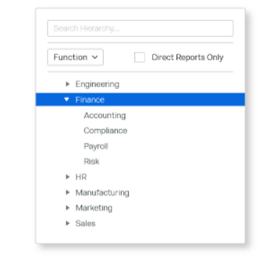 Search Hierarchy...
Function
Direct Reports Only
Engineering
Finance
Accounting
Compliance
Payroll
Risk
HR
Manufacturing
Marketing
Sales